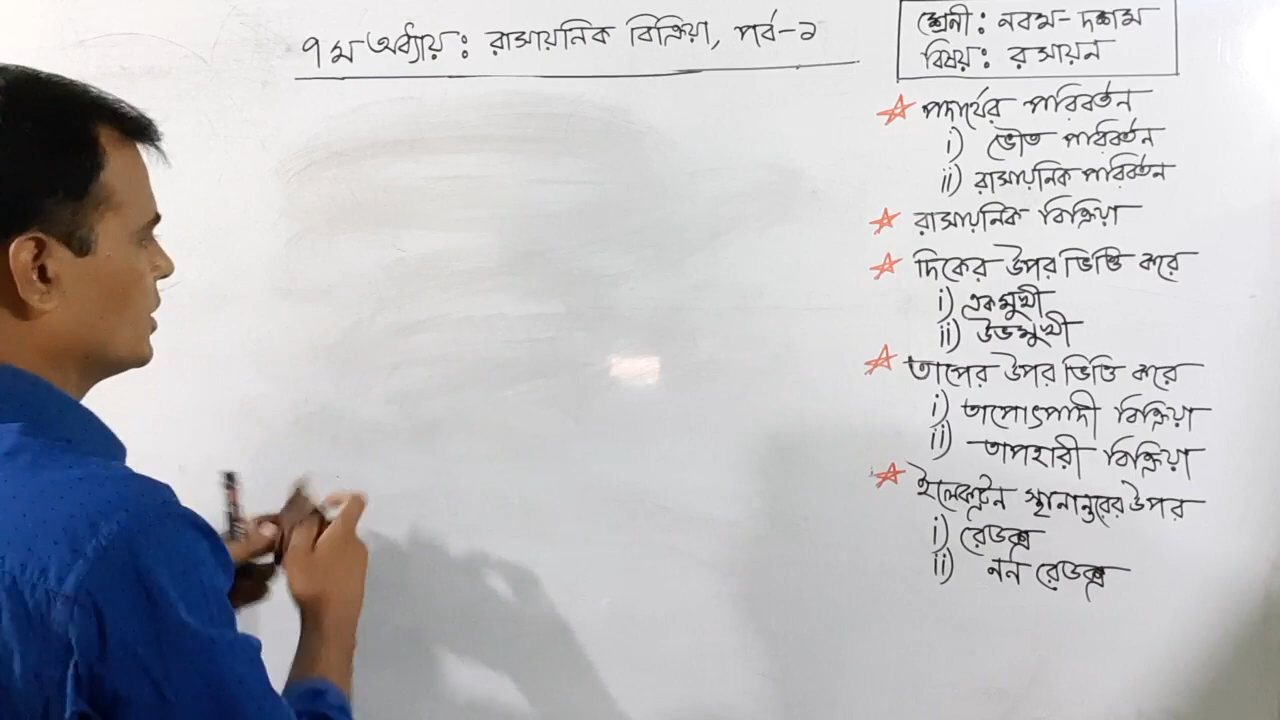 ৭ম অধ্যায়ঃ রাসায়নিক বিক্রিয়া, পর্ব-১
শ্রেনীঃ নবম-দশম
বিষয়ঃ রসায়ন
☆ পদার্থের পরিবর্তন
i) ভৌত পরিবর্তন
ii) রাসায়নিক পরিবর্তন
☆ রাসায়নিক বিক্রিয়া
☆ দিকের উপর ভিত্তি করে
i) একমুখী
ii) উভমুখী
☆ তাপের উপর ভিত্তি করে
i) তাপোৎপাদী বিক্রিয়া
ii) তাপহারী বিক্রিয়া
☆ ইলেকট্রন স্থানান্তরের উপর
i) রেডক্স
ii) নন রেডক্স